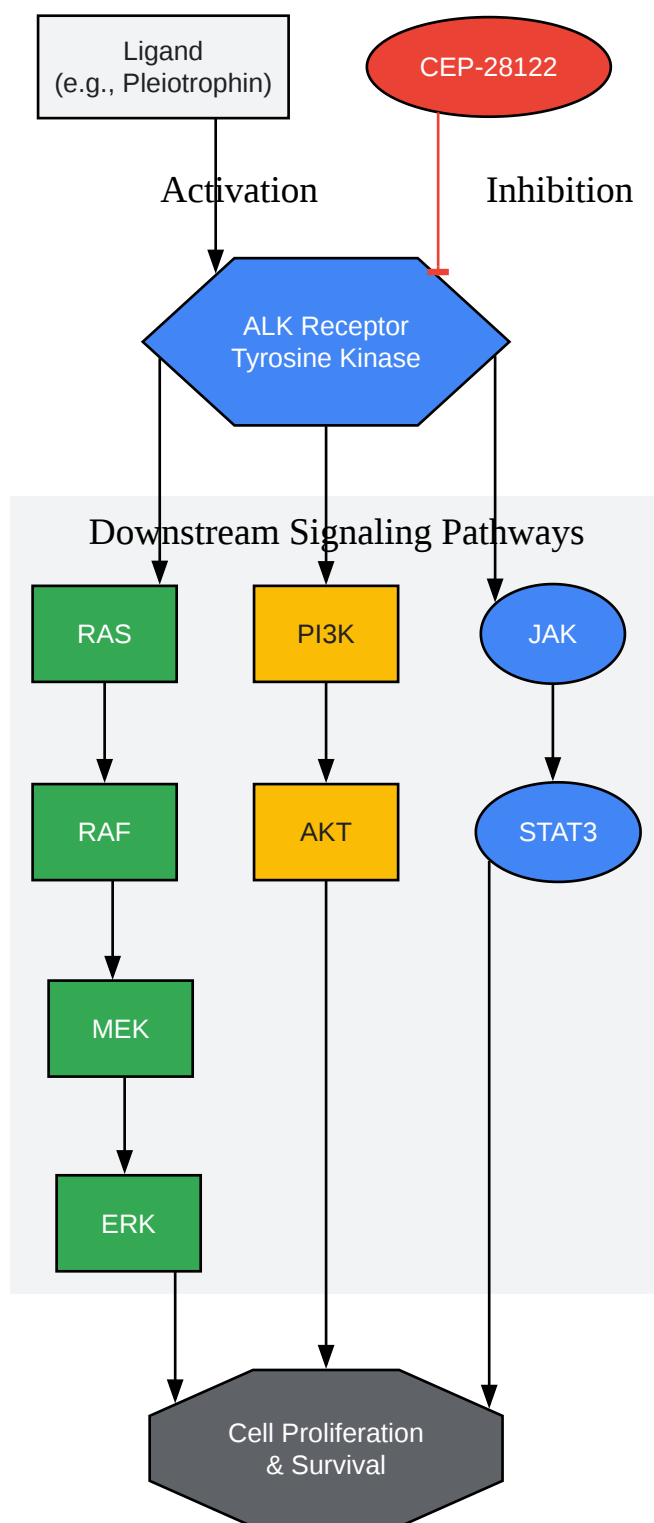 Ligand
(e.g., Pleiotrophin)
CEP-28122
Activation
Inhibition
ALK Receptor
Tyrosine Kinase
Downstream Signaling Pathways
RAS
PI3K
JAK
RAF
AKT
STAT3
MEK
ERK
Cell Proliferation
& Survival